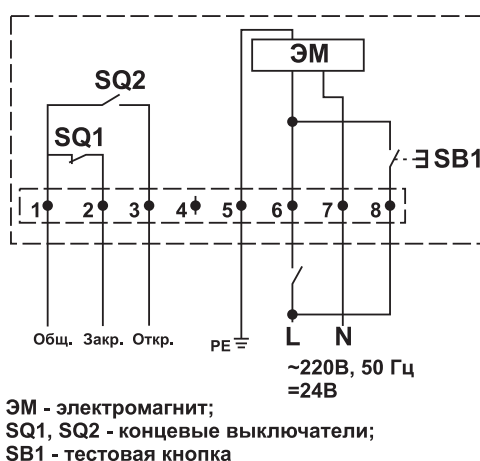 ЭМ
SQ2
SQ1
SB1
1 2 3 4 5 6 7 8
Общ. Закр. Откр. PE L N
~220В, 50 Гц
=24В
ЭМ - электромагнит;
SQ1, SQ2 - концевые выключатели;
SB1 - тестовая кнопка